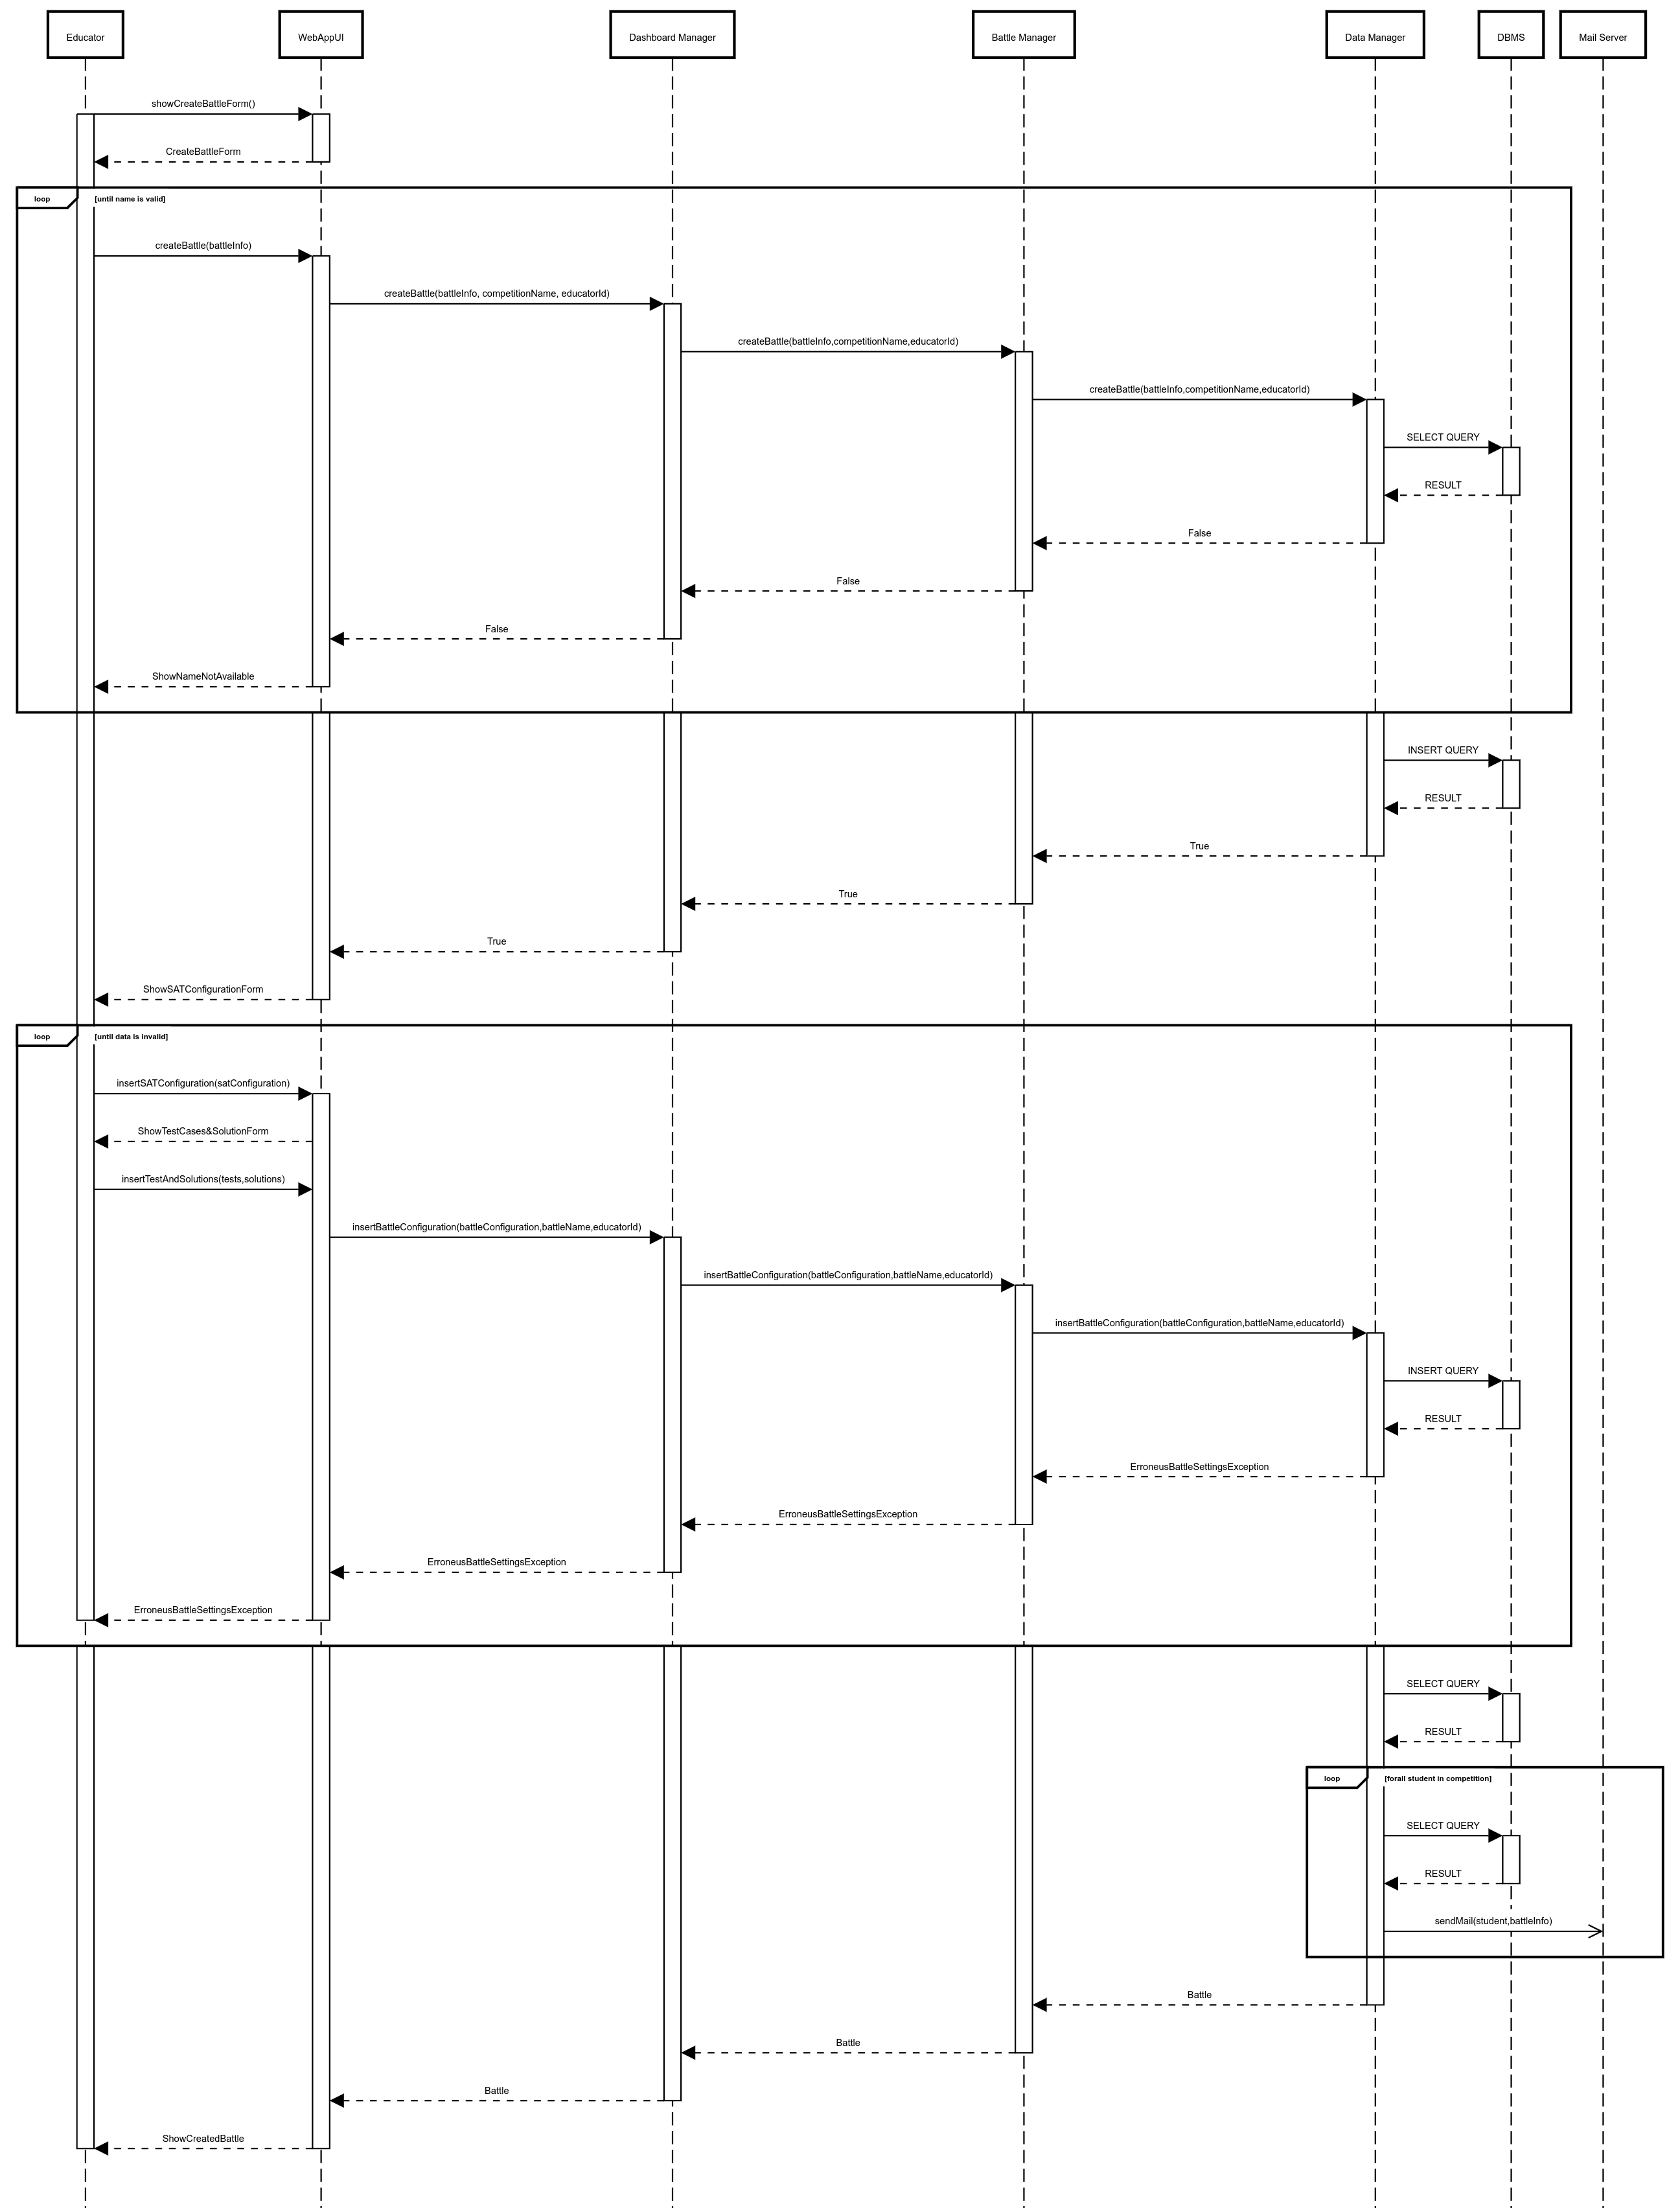 Educator
WebAppUI
Dashboard Manager
Battle Manager
Data Manager
DBMS
Mail Server
showCreateBattleForm()
CreateBattleForm
loop
[until name is valid]
createBattle(battleInfo)
createBattle(battleInfo, competitionName, educatorId)
createBattle(battleInfo,competitionName,educatorId)
createBattle(battleInfo,competitionName,educatorId)
SELECT QUERY
RESULT
False
False
False
ShowNameNotAvailable
INSERT QUERY
RESULT
True
True
True
ShowSATConfigurationForm
loop
[until data is invalid]
insertSATConfiguration(satConfiguration)
ShowTestCases&SolutionForm
insertTestAndSolutions(tests,solutions)
insertBattleConfiguration(battleConfiguration,battleName,educatorId)
insertBattleConfiguration(battleConfiguration,battleName,educatorId)
insertBattleConfiguration(battleConfiguration,battleName,educatorId)
INSERT QUERY
RESULT
ErroneusBattleSettingsException
ErroneusBattleSettingsException
ErroneusBattleSettingsException
ErroneusBattleSettingsException
SELECT QUERY
RESULT
loop
[forall student in competition]
SELECT QUERY
RESULT
sendMail(student,battleInfo)
Battle
Battle
Battle
ShowCreatedBattle